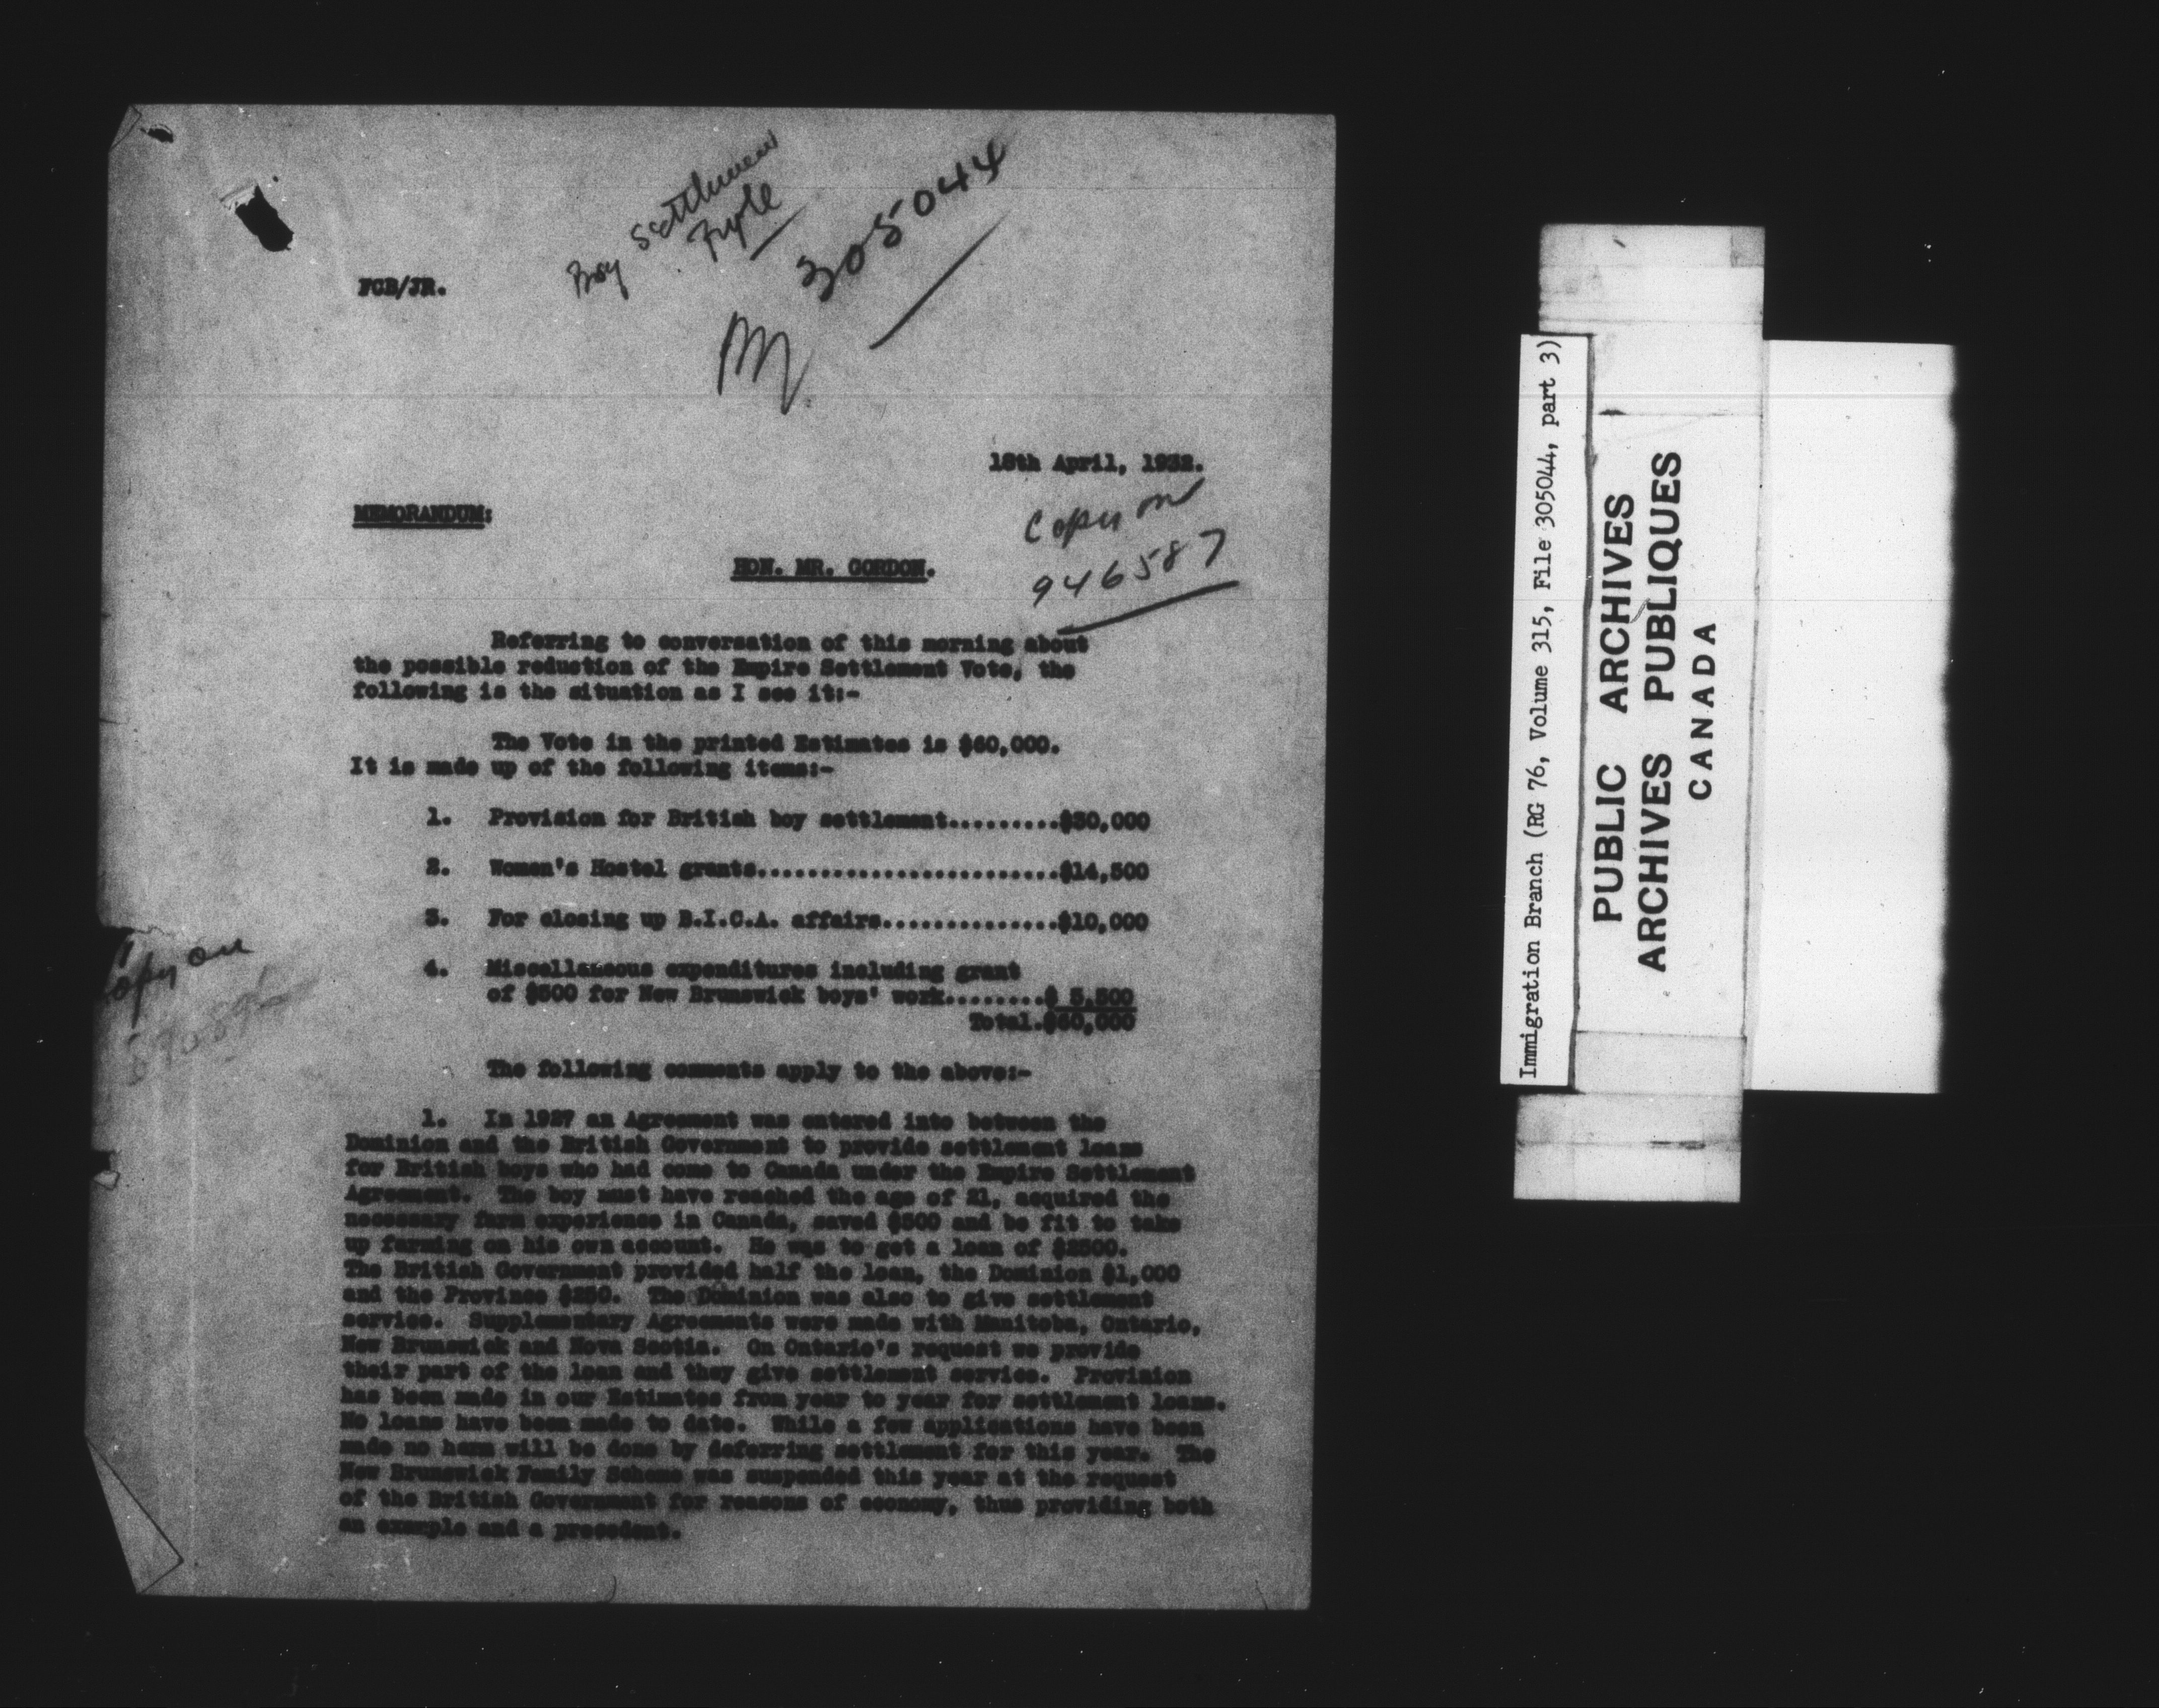 Boy Settlement
305044
FCB/JR.
18th April, 1932.
MEMORANDUM:
Copy on
946587
HON. MR. GORDON.
Referring to conversation of this morning about
the possible reduction of the Empire Settlement Vote, the
following is the situation as I see it:-
The Vote in the printed Estimates is $60,000.
It is made up of the following items:-
1. Provision for British boy settlement.........$30,000
2. Women's Hostel grants........................$14,500
3. For closing up B.I.C.A. affairs..............$10,000
4. Miscellaneous expenditures including grant
of $500 for New Brunswick boys' work........$ 5,500
Total.$60,000
opy on
The following comments apply to the above:-
1. In 1927 an Agreement was entered into between the
Dominion and the British Government to provide settlement loans
for British boys who had come to Canada under the Empire Settlement
Agreement. The boy must have reached the age of 21, acquired the
necessary farm experience in Canada, saved $500 and be fit to take
up farming on his own account. He was to get a loan of $2500.
The British Government provided half the loan, the Dominion $1,000
and the Province $250. The Dominion was also to give settlement
service. Supplementary Agreements were made with Manitoba, Ontario,
New Brunswick and Nova Scotia. On Ontario's request we provide
their part of the loan and they give settlement service. Provision
has been made in our Estimates from year to year for settlement loans.
No loans have been made to date. While a few applications have been
made no harm will be done by deferring settlement for this year. The
New Brunswick Family Scheme was suspended this year at the request
of the British Government for reasons of economy, thus providing both
an example and a precedent.
Immigration Branch (RG 76, Volume 315, File 305044, part 3)
PUBLIC ARCHIVES
ARCHIVES PUBLIQUES
CANADA